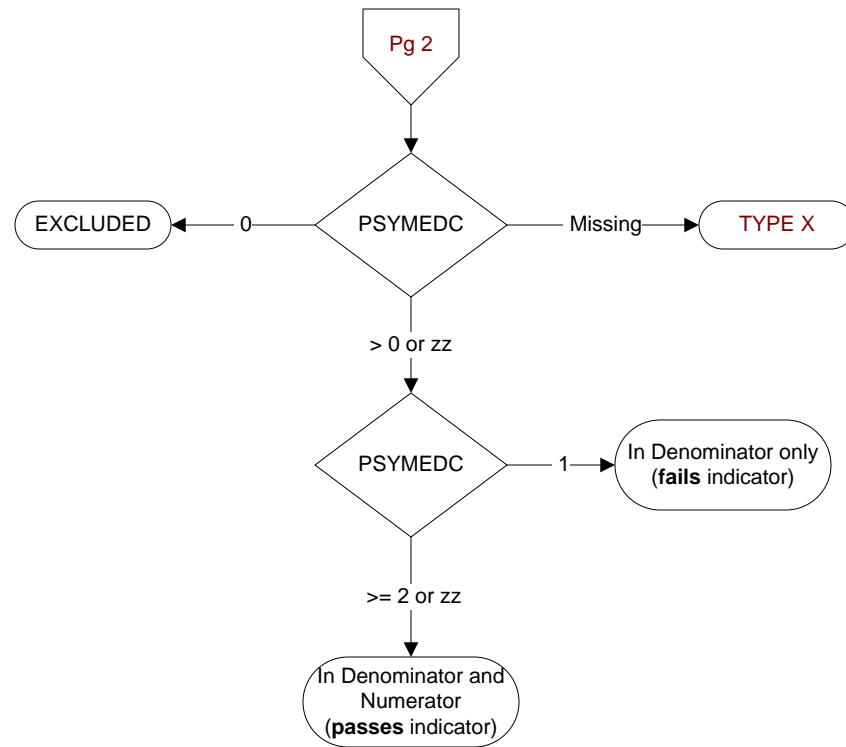 Pg 2
PSYMEDC
EXCLUDED
0
Missing
TYPE X
> 0 or zz
PSYMEDC
1
In Denominator only
(fails indicator)
>= 2 or zz
In Denominator and
Numerator
(passes indicator)